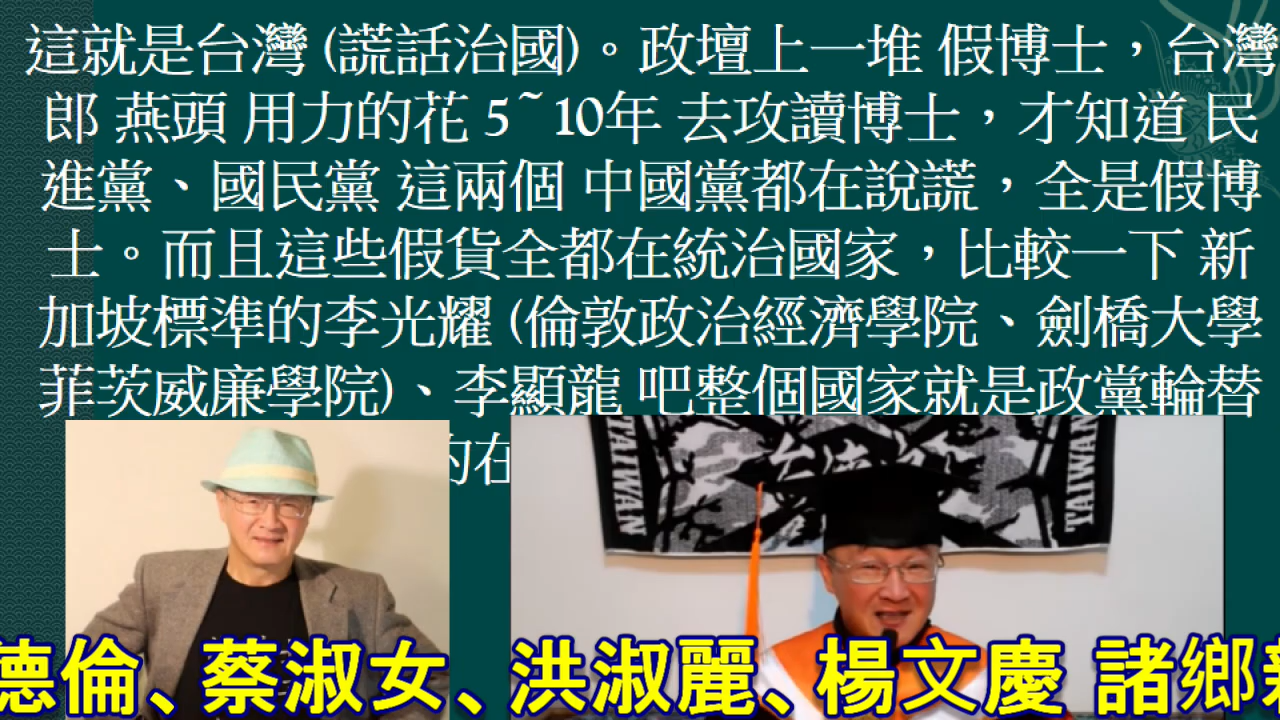 這就是台灣 (謊話治國)。政壇上一堆 假博士，台灣
郎 燕頭 用力的花 5~10年 去攻讀博士，才知道 民
進黨、國民黨 這兩個 中國黨都在說謊，全是假博
士。而且這些假貨全都在統治國家，比較一下 新
加坡標準的李光耀 (倫敦政治經濟學院、劍橋大學
菲茨威廉學院)、李顯龍 吧整個國家就是政黨輪替
的在
TAIWAN
TAIWAN
德倫、蔡淑女、洪淑麗、楊文慶 諸鄉親